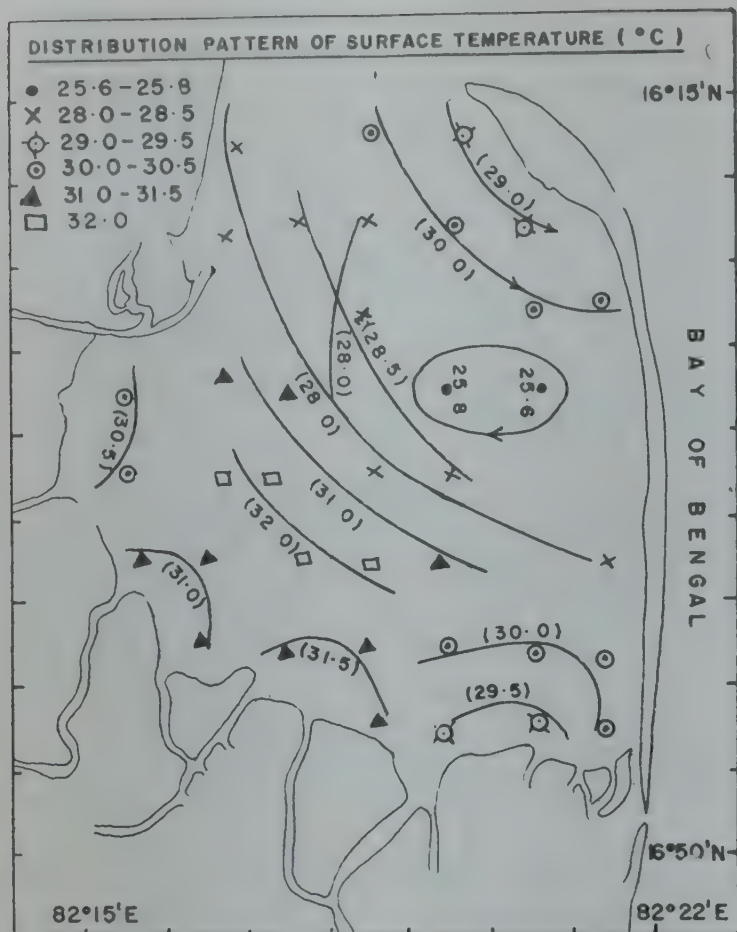 DISTRIBUTION PATTERN OF SURFACE TEMPERATURE (°C)
● 25.6-25.8
× 28.0-28.5
29.0-29.5
30.0-30.5
▲ 31 0-31.5
□ 32.0
16°15'N
(29.0)
(30 0)
(28.5)
(28.0)
25.8
25.6
(28 0)
(30.5)
(31 0)
(32 0)
(31.0)
(31.5)
(30.0)
(29.5)
BAY OF BENGAL
16°50'N
82°15'E
82°22'E